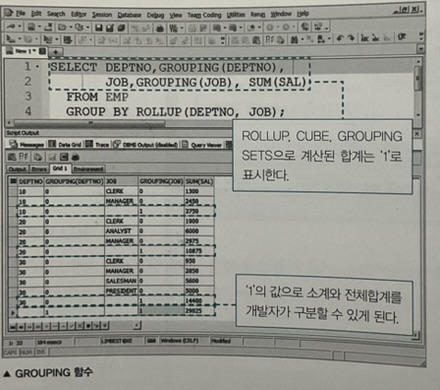 File Edit Search Editor Session Database Debug View Team Coding Utilities Rerun Window Help
New 1 *
1 SELECT DEPTNO,GROUPING(DEPTNO),
2 JOB,GROUPING(JOB), SUM(SAL)
3 FROM EMP
4 GROUP BY ROLLUP(DEPTNO, JOB);
Script Output
Messages Data Grid Trace DBMS Output (disabled) Query Viewer
ROLLUP, CUBE, GROUPING
SETS으로 계산된 합계는 '1'로
표시한다.
Output Errors Grid 1 Environment
DEPTNO GROUPING(DEPTNO) JOB GROUPING(JOB) SUM(SAL)
10 0 CLERK 0 1300
10 0 MANAGER 0 2450
10 0 1 3750
20 0 CLERK 0 1900
20 0 ANALYST 0 6000
20 0 MANAGER 0 2975
20 0 1 10875
30 0 CLERK 0 950
30 0 MANAGER 0 2850
30 0 SALESMAN 0 5600
30 0 PRESIDENT 0 5000
30 0 1 14400
1 1 29025
'1'의 값으로 소계와 전체합계를
개발자가 구분할 수 있게 된다.
Windows (CRLF) Modified
CAPS NUM INS
▲ GROUPING 함수